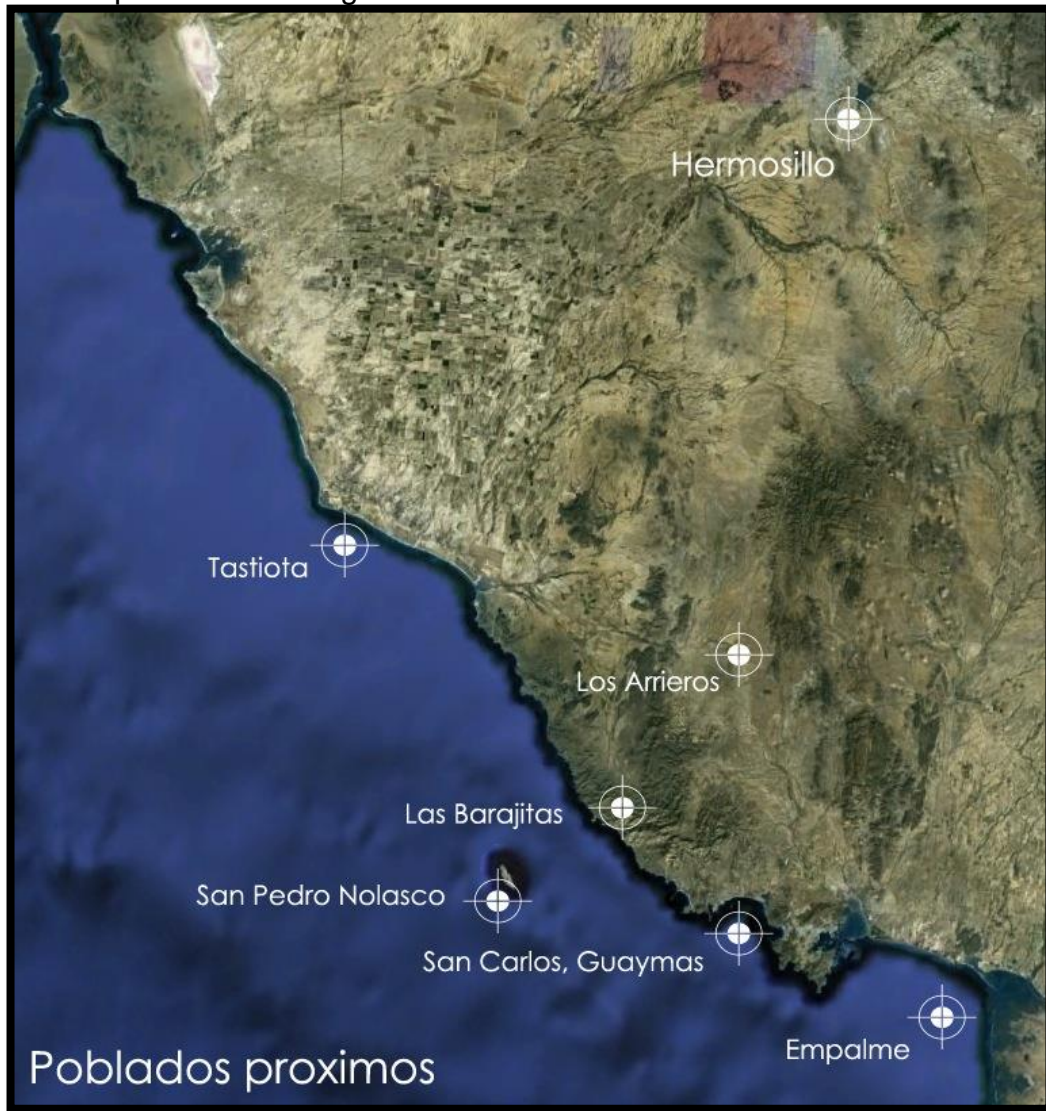 Hermosillo
Tastiota
Los Arrieros
Las Barajitas
San Pedro Nolasco
San Carlos, Guaymas
Empalme
Poblados proximos